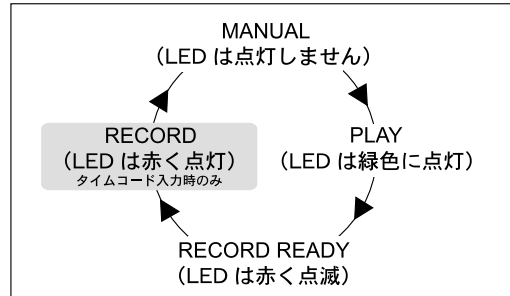 MANUAL
（LED は点灯しません）
RECORD
（LED は赤く点灯）
タイムコード入力時のみ
PLAY
（LED は緑色に点灯）
RECORD READY
（LED は赤く点滅）